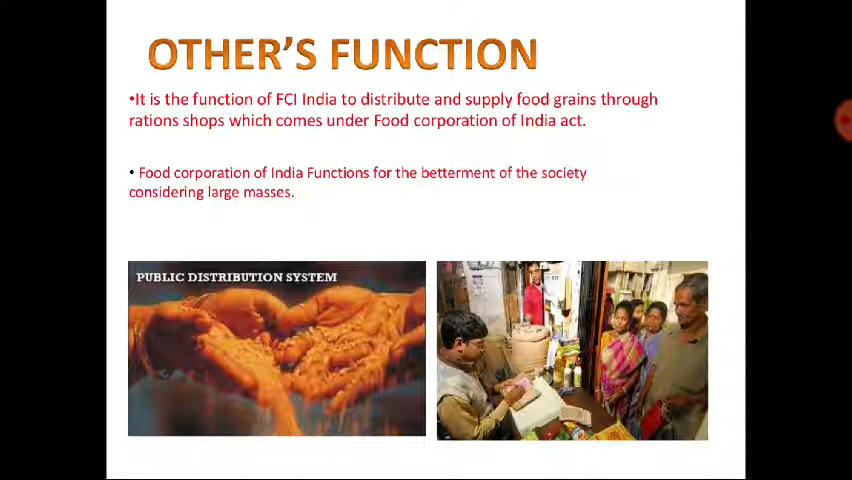 OTHER'S FUNCTION
•It is the function of FCI India to distribute and supply food grains through
rations shops which comes under Food corporation of India act.
• Food corporation of India Functions for the betterment of the society
considering large masses.
PUBLIC DISTRIBUTION SYSTEM